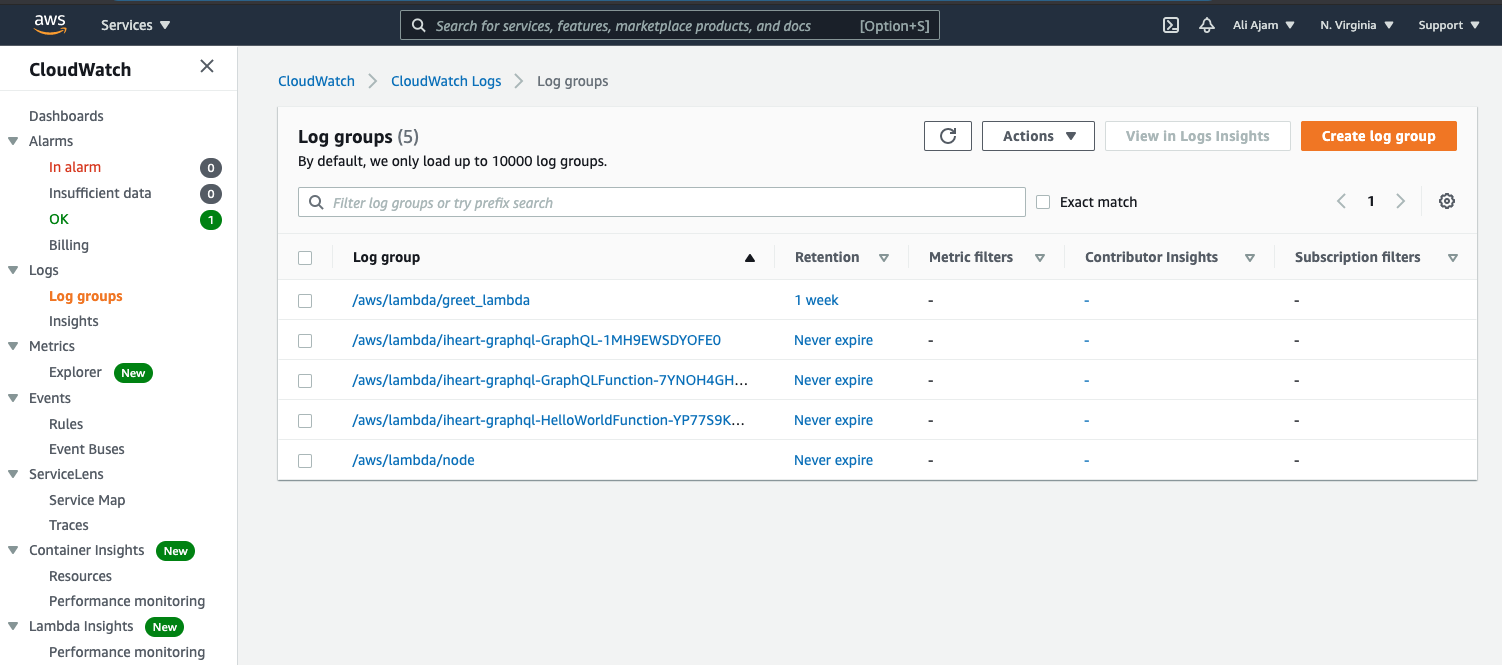 aws Services Search for services, features, marketplace products, and docs [Option+S] Ali Ajam N. Virginia Support
CloudWatch
Dashboards
Alarms
In alarm 0
Insufficient data 0
OK 1
Billing
Logs
Log groups
Insights
Metrics
Explorer New
Events
Rules
Event Buses
ServiceLens
Service Map
Traces
Container Insights New
Resources
Performance monitoring
Lambda Insights New
Performance monitoring
CloudWatch CloudWatch Logs Log groups
Log groups (5) Actions View in Logs Insights Create log group
By default, we only load up to 10000 log groups.
Filter log groups or try prefix search Exact match 1
Log group Retention Metric filters Contributor Insights Subscription filters
/aws/lambda/greet_lambda 1 week - - -
/aws/lambda/iheart-graphql-GraphQL-1MH9EWSDYOFE0 Never expire - - -
/aws/lambda/iheart-graphql-GraphQLFunction-7YNOH4GH... Never expire - - -
/aws/lambda/iheart-graphql-HelloWorldFunction-YP77S9K... Never expire - - -
/aws/lambda/node Never expire - - -